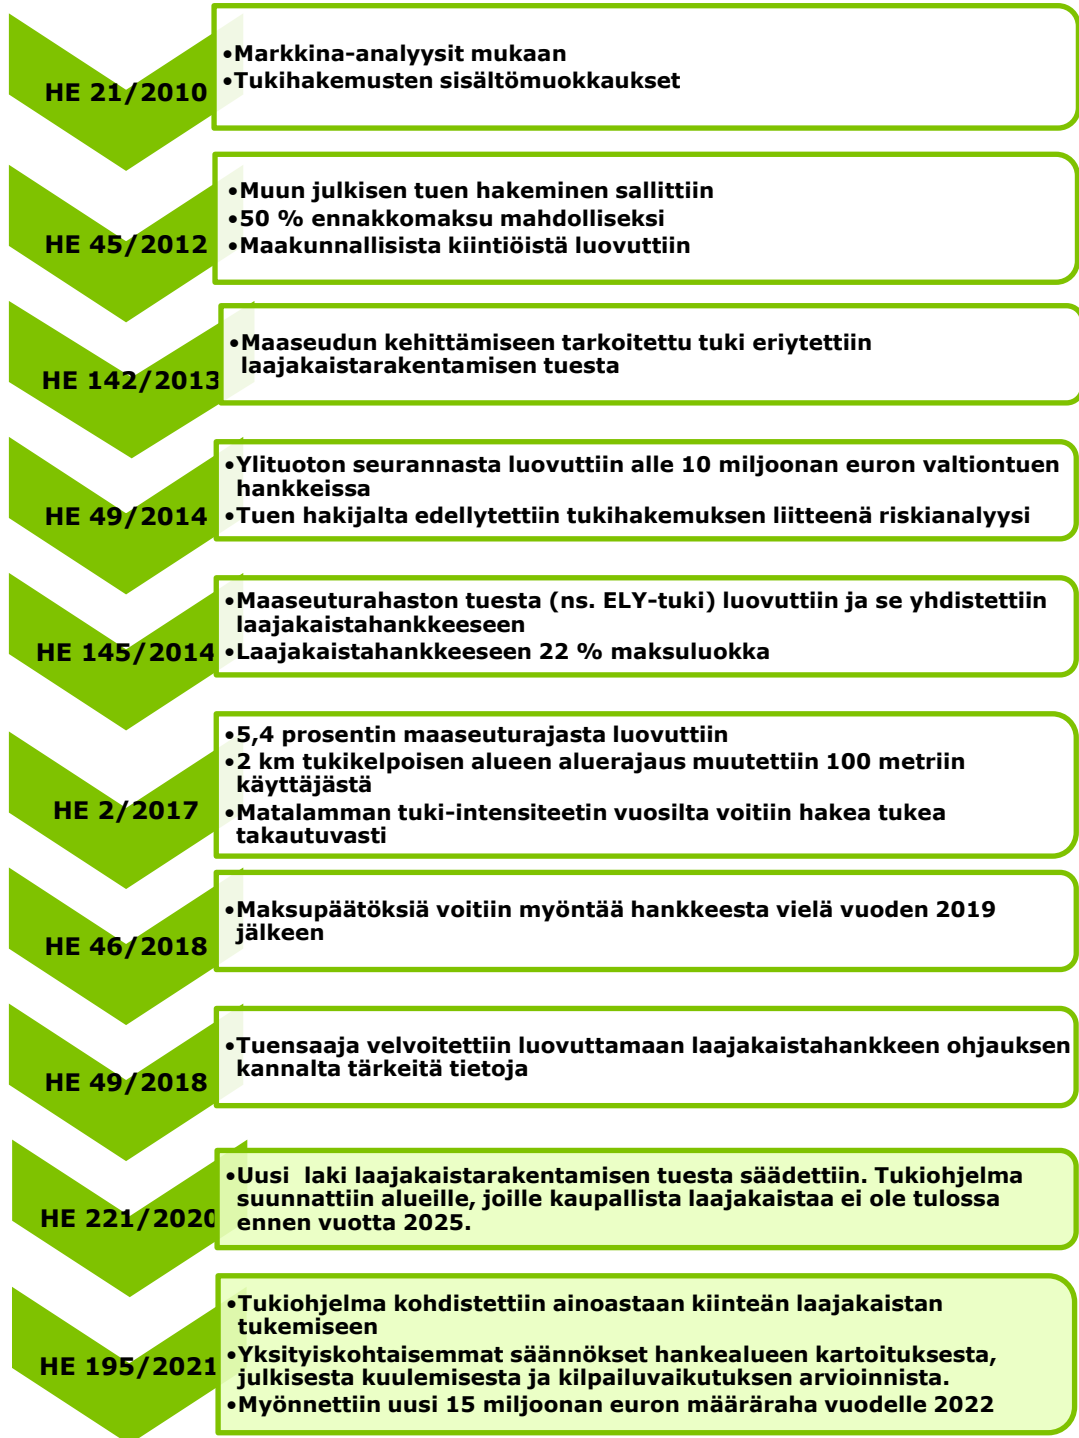 HE 21/2010
•Markkina-analyysit mukaan
•Tukihakemusten sisältömuokkaukset
HE 45/2012
•Muun julkisen tuen hakeminen sallittiin
•50 % ennakkomaksu mahdolliseksi
•Maakunnallisista kiintiöistä luovuttiin
HE 142/2013
•Maaseudun kehittämiseen tarkoitettu tuki eriytettiin
laajakaistarakentamisen tuesta
HE 49/2014
•Ylituoton seurannasta luovuttiin alle 10 miljoonan euron valtiontuen
hankkeissa
•Tuen hakijalta edellytettiin tukihakemuksen liitteenä riskianalyysi
HE 145/2014
•Maaseuturahaston tuesta (ns. ELY-tuki) luovuttiin ja se yhdistettiin
laajakaistahankkeeseen
•Laajakaistahankkeeseen 22 % maksuluokka
HE 2/2017
•5,4 prosentin maaseuturajasta luovuttiin
•2 km tukikelpoisen alueen aluerajaus muutettiin 100 metriin
käyttäjästä
•Matalamman tuki-intensiteetin vuosilta voitiin hakea tukea
takautuvasti
HE 46/2018
•Maksupäätöksiä voitiin myöntää hankkeesta vielä vuoden 2019
jälkeen
HE 49/2018
•Tuensaaja velvoitettiin luovuttamaan laajakaistahankkeen ohjauksen
kannalta tärkeitä tietoja
HE 221/2020
•Uusi laki laajakaistarakentamisen tuesta säädettiin. Tukiohjelma
suunnattiin alueille, joille kaupallista laajakaistaa ei ole tulossa
ennen vuotta 2025.
HE 195/2021
•Tukiohjelma kohdistettiin ainoastaan kiinteän laajakaistan
tukemiseen
•Yksityiskohtaisemmat säännökset hankealueen kartoituksesta,
julkisesta kuulemisesta ja kilpailuvaikutuksen arvioinnista.
•Myönnettiin uusi 15 miljoonan euron määräraha vuodelle 2022